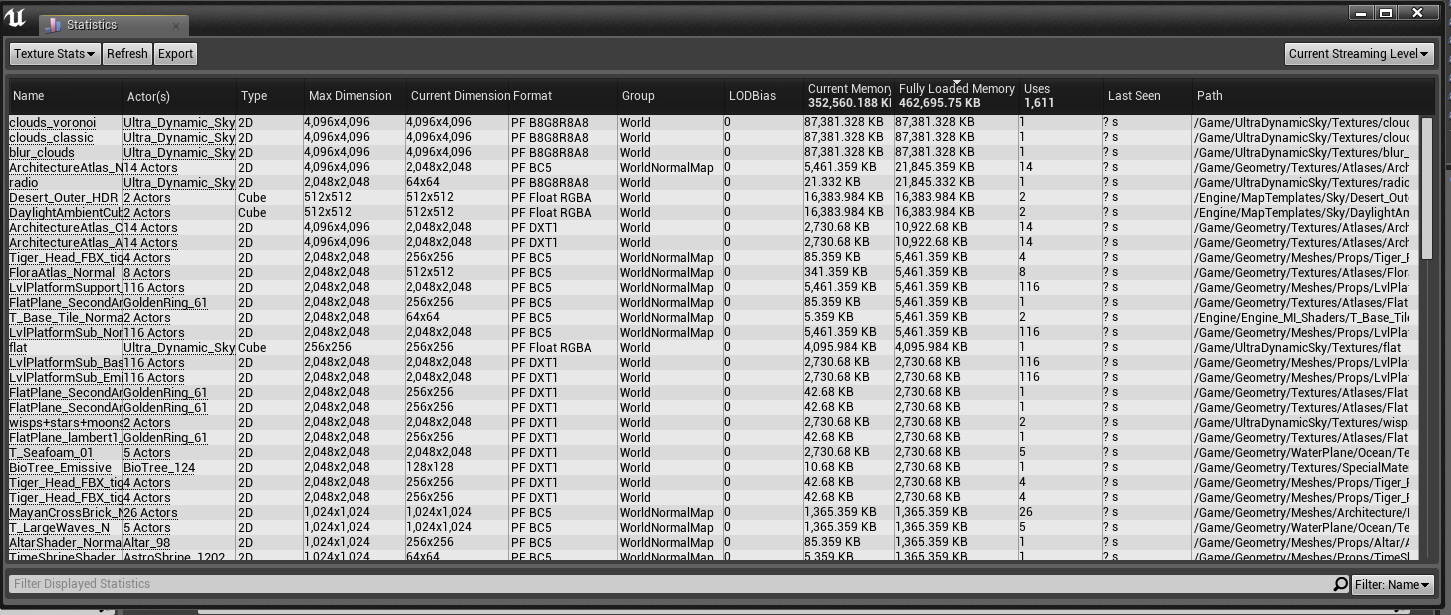 Statistics
Texture Stats Refresh Export Current Streaming Level
Name Actor(s) Type Max Dimension Current Dimension Format Group LODBias Current Memory Fully Loaded Memory Uses Last Seen Path
352,560.188 K 462,695.75 KB 1,611
clouds_voronoi Ultra_Dynamic_Sky 2D 4,096x4,096 4,096x4,096 PF B8G8R8A8 World 0 87,381.328 KB 87,381.328 KB 1 ? s /Game/UltraDynamicSky/Textures/clouc
clouds_classic Ultra_Dynamic_Sky 2D 4,096x4,096 4,096x4,096 PF B8G8R8A8 World 0 87,381.328 KB 87,381.328 KB 1 ? s /Game/UltraDynamicSky/Textures/clouc
blur_clouds Ultra_Dynamic_Sky 2D 4,096x4,096 4,096x4,096 PF B8G8R8A8 World 0 87,381.328 KB 87,381.328 KB 1 ? s /Game/UltraDynamicSky/Textures/blur_
ArchitectureAtlas_N 14 Actors 2D 4,096x4,096 2,048x2,048 PF BC5 WorldNormalMap 0 5,461.359 KB 21,845.359 KB 14 ? s /Game/Geometry/Textures/Atlases/Arch
radio Ultra_Dynamic_Sky 2D 2,048x2,048 64x64 PF B8G8R8A8 World 0 21.332 KB 21,845.332 KB 1 ? s /Game/UltraDynamicSky/Textures/radio
Desert_Outer_HDR 2 Actors Cube 512x512 512x512 PF Float RGBA World 0 16,383.984 KB 16,383.984 KB 2 ? s /Engine/MapTemplates/Sky/Desert_Out
DaylightAmbientCub 2 Actors Cube 512x512 512x512 PF Float RGBA World 0 16,383.984 KB 16,383.984 KB 2 ? s /Engine/MapTemplates/Sky/DaylightAm
ArchitectureAtlas_C 14 Actors 2D 4,096x4,096 2,048x2,048 PF DXT1 World 0 2,730.68 KB 10,922.68 KB 14 ? s /Game/Geometry/Textures/Atlases/Arch
ArchitectureAtlas_A 14 Actors 2D 4,096x4,096 2,048x2,048 PF DXT1 World 0 2,730.68 KB 10,922.68 KB 14 ? s /Game/Geometry/Textures/Atlases/Arch
Tiger_Head_FBX_tig 4 Actors 2D 2,048x2,048 256x256 PF BC5 WorldNormalMap 0 85.359 KB 5,461.359 KB 4 ? s /Game/Geometry/Meshes/Props/Tiger_F
FloraAtlas_Normal 8 Actors 2D 2,048x2,048 512x512 PF BC5 WorldNormalMap 0 341.359 KB 5,461.359 KB 8 ? s /Game/Geometry/Textures/Atlases/Flor
LvlPlatformSupport_ 116 Actors 2D 2,048x2,048 2,048x2,048 PF BC5 WorldNormalMap 0 5,461.359 KB 5,461.359 KB 116 ? s /Game/Geometry/Meshes/Props/LvlPlat
FlatPlane_SecondAr GoldenRing_61 2D 2,048x2,048 256x256 PF BC5 WorldNormalMap 0 85.359 KB 5,461.359 KB 1 ? s /Game/Geometry/Textures/Atlases/Flat
T_Base_Tile_Norma 2 Actors 2D 2,048x2,048 64x64 PF BC5 WorldNormalMap 0 5.359 KB 5,461.359 KB 2 ? s /Engine/Engine_MI_Shaders/T_Base_Tile
LvlPlatformSub_Nor 116 Actors 2D 2,048x2,048 2,048x2,048 PF BC5 WorldNormalMap 0 5,461.359 KB 5,461.359 KB 116 ? s /Game/Geometry/Meshes/Props/LvlPlat
flat Ultra_Dynamic_Sky Cube 256x256 256x256 PF Float RGBA World 0 4,095.984 KB 4,095.984 KB 1 ? s /Game/UltraDynamicSky/Textures/flat
LvlPlatformSub_Bas 116 Actors 2D 2,048x2,048 2,048x2,048 PF DXT1 World 0 2,730.68 KB 2,730.68 KB 116 ? s /Game/Geometry/Meshes/Props/LvlPlat
LvlPlatformSub_Emi 116 Actors 2D 2,048x2,048 2,048x2,048 PF DXT1 World 0 2,730.68 KB 2,730.68 KB 116 ? s /Game/Geometry/Meshes/Props/LvlPlat
FlatPlane_SecondAr GoldenRing_61 2D 2,048x2,048 256x256 PF DXT1 World 0 42.68 KB 2,730.68 KB 1 ? s /Game/Geometry/Textures/Atlases/Flat
FlatPlane_SecondAr GoldenRing_61 2D 2,048x2,048 256x256 PF DXT1 World 0 42.68 KB 2,730.68 KB 1 ? s /Game/Geometry/Textures/Atlases/Flat
wisps+stars+moons 2 Actors 2D 2,048x2,048 2,048x2,048 PF DXT1 World 0 2,730.68 KB 2,730.68 KB 2 ? s /Game/UltraDynamicSky/Textures/wisp
FlatPlane_lambert1_ GoldenRing_61 2D 2,048x2,048 256x256 PF DXT1 World 0 42.68 KB 2,730.68 KB 1 ? s /Game/Geometry/Textures/Atlases/Flat
T_Seafoam_01 5 Actors 2D 2,048x2,048 2,048x2,048 PF DXT1 World 0 2,730.68 KB 2,730.68 KB 5 ? s /Game/Geometry/WaterPlane/Ocean/Te
BioTree_Emissive BioTree_124 2D 2,048x2,048 128x128 PF DXT1 World 0 10.68 KB 2,730.68 KB 1 ? s /Game/Geometry/Textures/SpecialMate
Tiger_Head_FBX_tig 4 Actors 2D 2,048x2,048 256x256 PF DXT1 World 0 42.68 KB 2,730.68 KB 4 ? s /Game/Geometry/Meshes/Props/Tiger_F
Tiger_Head_FBX_tig 4 Actors 2D 2,048x2,048 256x256 PF DXT1 World 0 42.68 KB 2,730.68 KB 4 ? s /Game/Geometry/Meshes/Props/Tiger_F
MayanCrossBrick_N 26 Actors 2D 1,024x1,024 1,024x1,024 PF BC5 WorldNormalMap 0 1,365.359 KB 1,365.359 KB 26 ? s /Game/Geometry/Meshes/Architecture/
T_LargeWaves_N 5 Actors 2D 1,024x1,024 1,024x1,024 PF BC5 WorldNormalMap 0 1,365.359 KB 1,365.359 KB 5 ? s /Game/Geometry/WaterPlane/Ocean/Te
AltarShader_Norma Altar_98 2D 1,024x1,024 256x256 PF BC5 WorldNormalMap 0 85.359 KB 1,365.359 KB 1 ? s /Game/Geometry/Meshes/Props/Altar/A
TimeShrineShader_ AstroShrine_1202 2D 1,024x1,024 64x64 PF BC5 WorldNormalMap 0 5.359 KB 1,365.359 KB 1 ? s /Game/Geometry/Meshes/Props/TimeSl
Filter Displayed Statistics Filter: Name